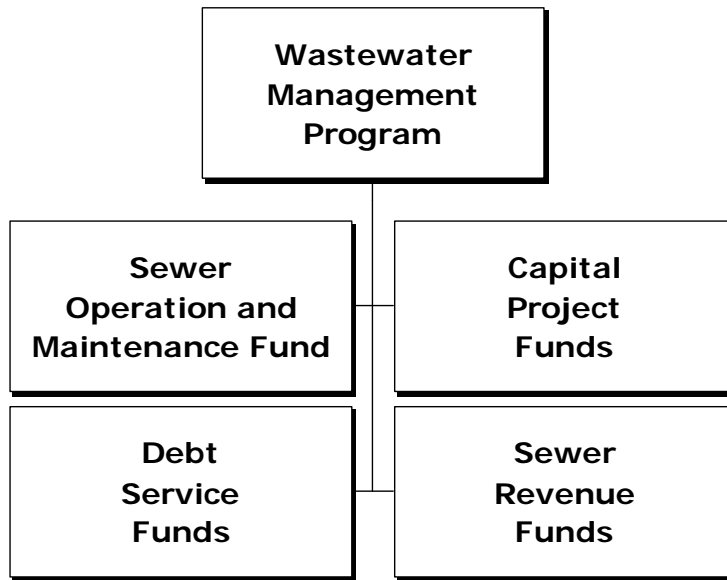 Wastewater
Management
Program
Sewer
Operation and
Maintenance Fund
Capital
Project
Funds
Debt
Service
Funds
Sewer
Revenue
Funds